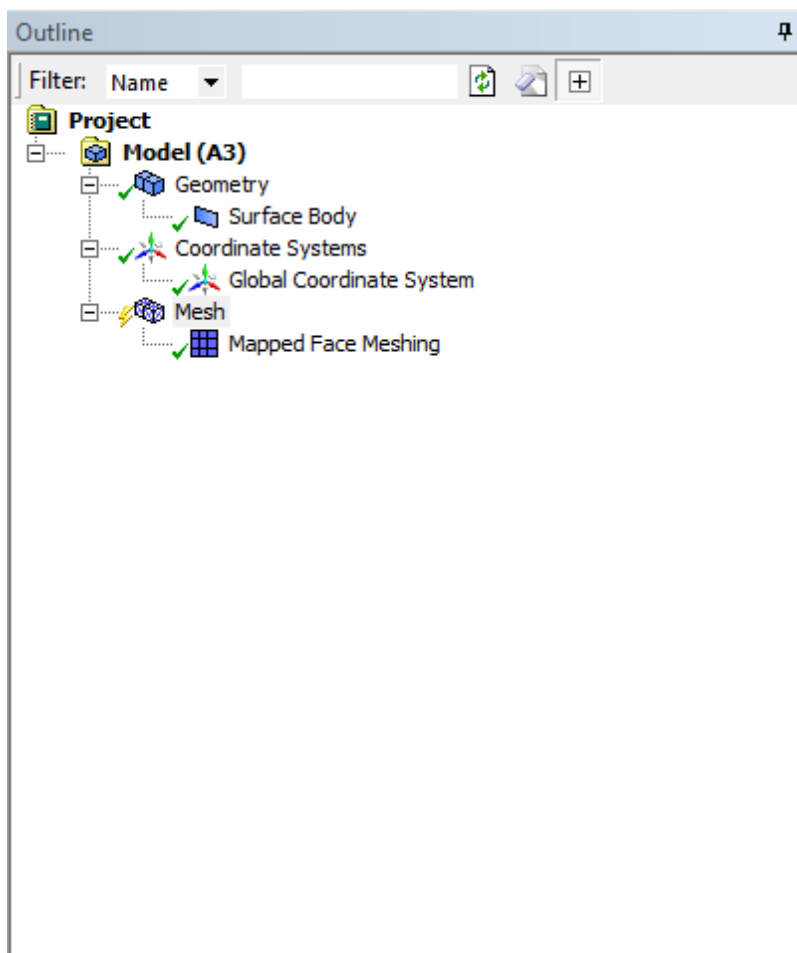 Outline
Filter: Name
Project
Model (A3)
Geometry
Surface Body
Coordinate Systems
Global Coordinate System
Mesh
Mapped Face Meshing